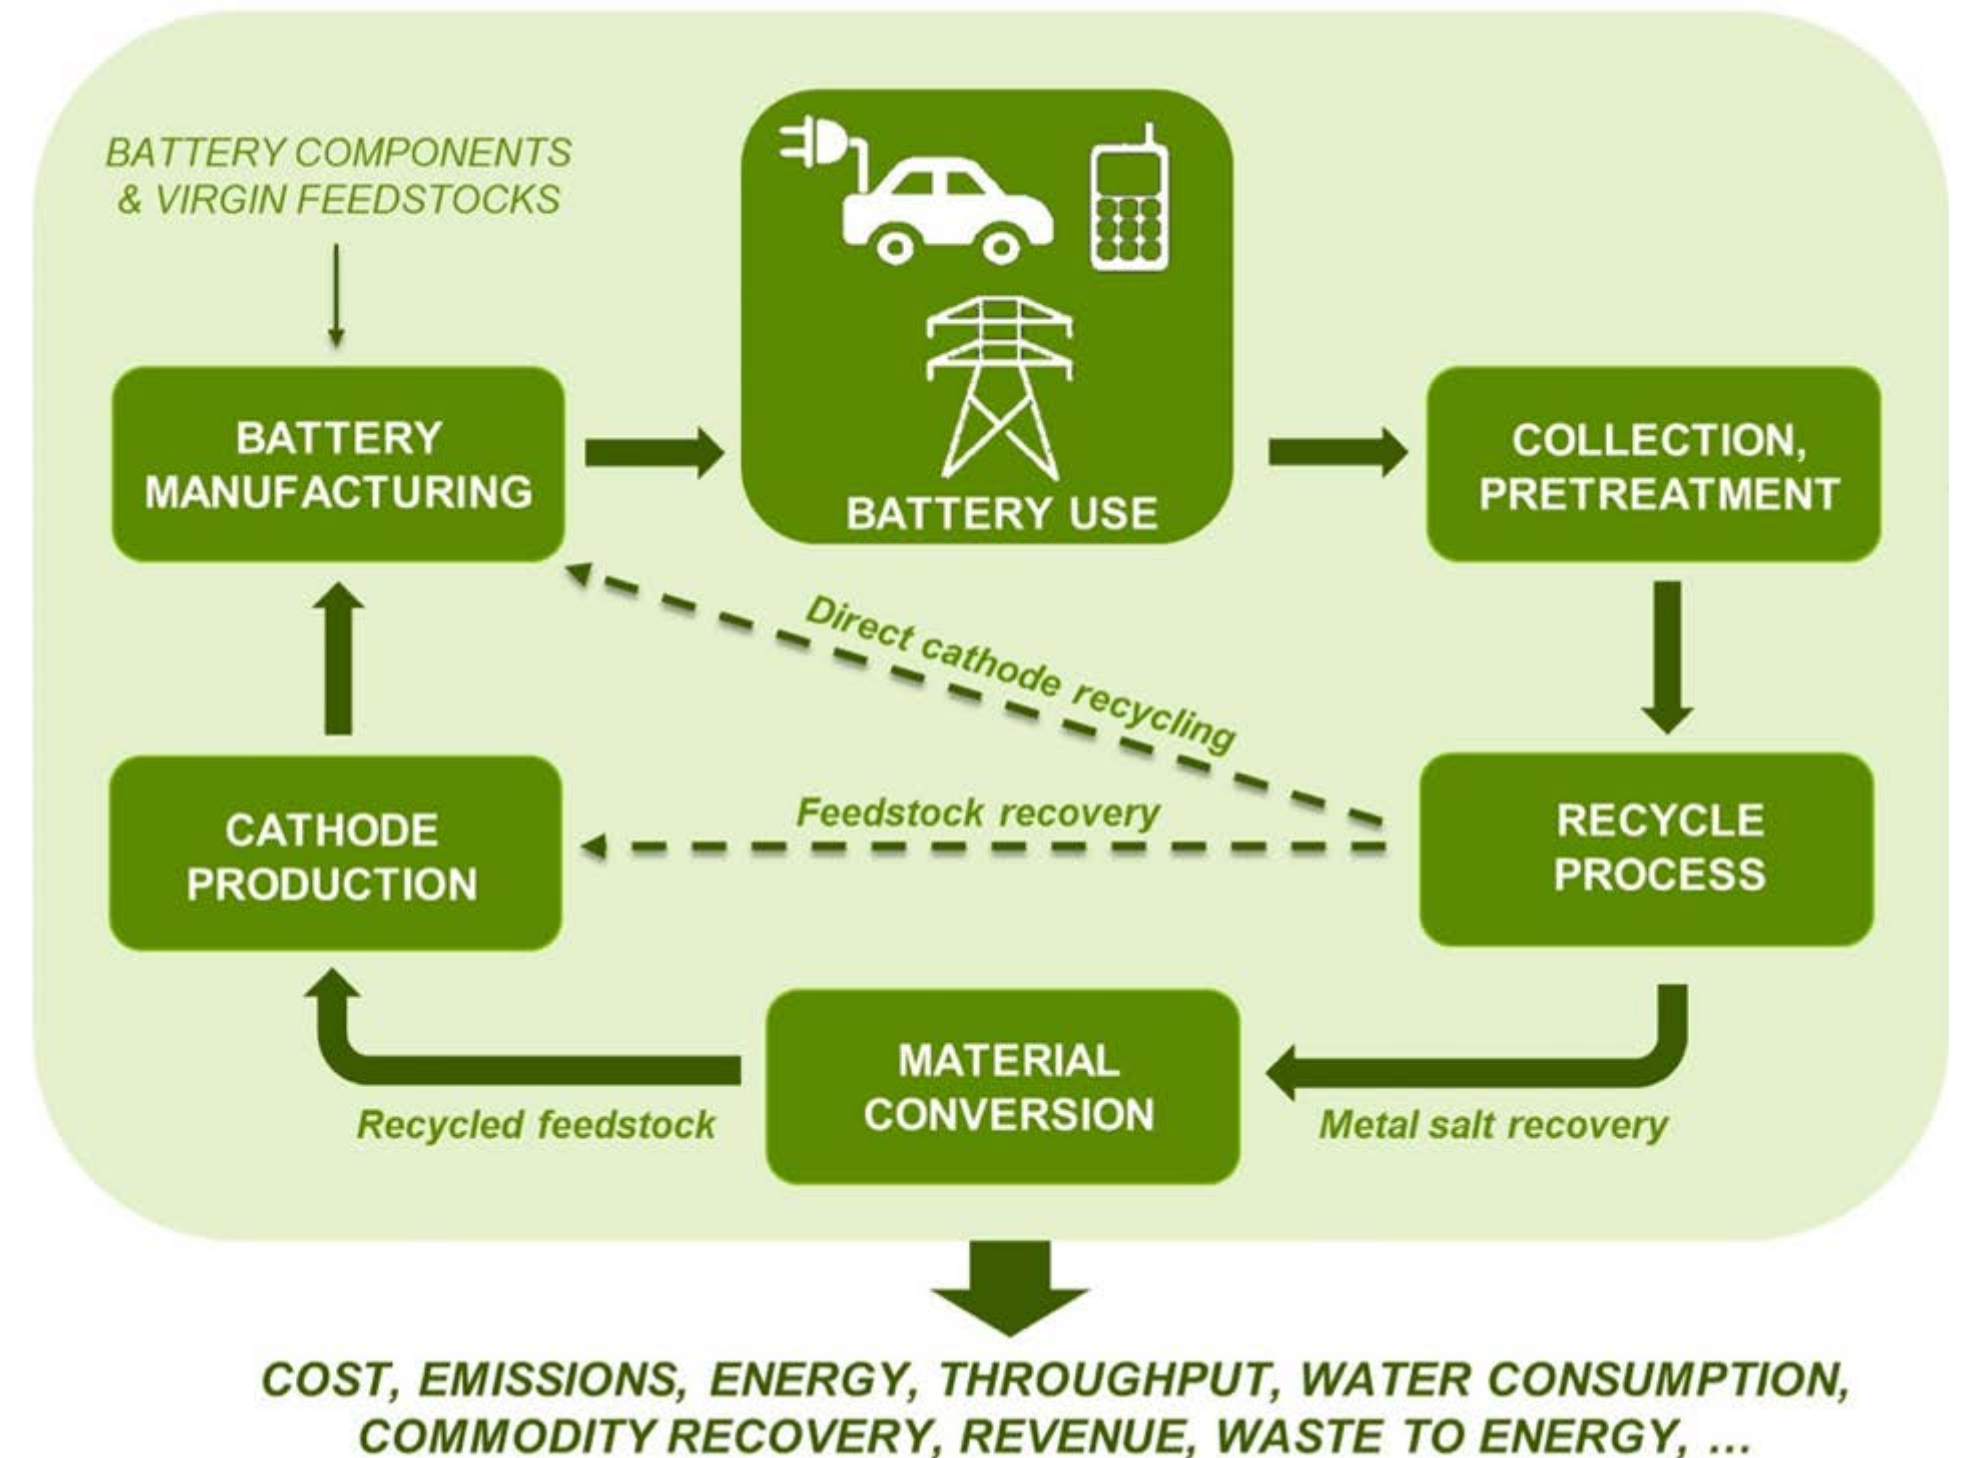 BATTERY COMPONENTS
& VIRGIN FEEDSTOCKS
BATTERY
MANUFACTURING
BATTERY USE
COLLECTION,
PRETREATMENT
Direct cathode recycling
Feedstock recovery
CATHODE
PRODUCTION
RECYCLE
PROCESS
MATERIAL
CONVERSION
Recycled feedstock
Metal salt recovery
COST, EMISSIONS, ENERGY, THROUGHPUT, WATER CONSUMPTION,
COMMODITY RECOVERY, REVENUE, WASTE TO ENERGY, ...